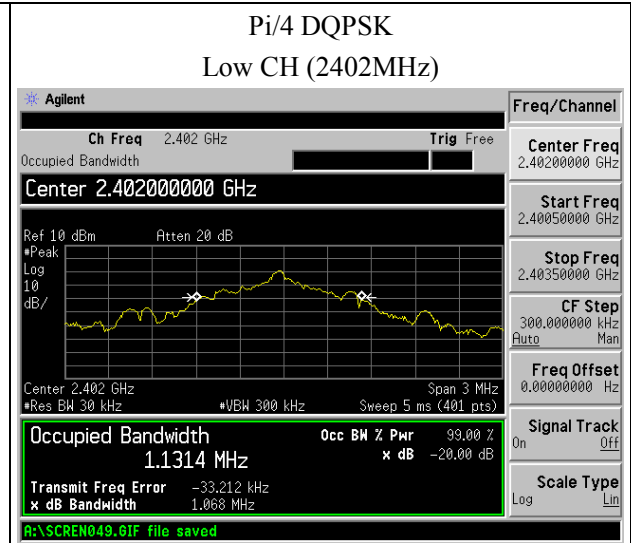 Pi/4 DQPSK
Low CH (2402MHz)
Agilent
Freq/Channel
Ch Freq 2.402 GHz Trig Free
Occupied Bandwidth
Center 2.402000000 GHz
Center Freq
2.40200000 GHz
Start Freq
2.40050000 GHz
Stop Freq
2.40350000 GHz
CF Step
300.000000 kHz
Auto Man
Freq Offset
0.00000000 Hz
Signal Track
On Off
Scale Type
Log Lin
Ref 10 dBm Atten 20 dB
#Peak
Log
10
dB/
Center 2.402 GHz Span 3 MHz
#Res BW 30 kHz #VBW 300 kHz Sweep 5 ms (401 pts)
Occupied Bandwidth Occ BW % Pwr 99.00 %
1.1314 MHz x dB -20.00 dB
Transmit Freq Error -33.212 kHz
x dB Bandwidth 1.068 MHz
A:\SCREN049.GIF file saved